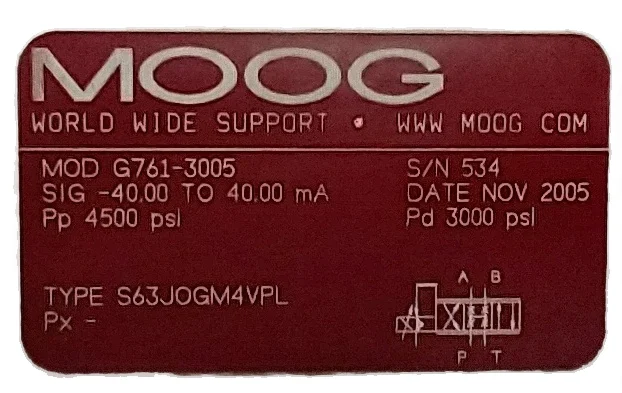 MOOG
WORLD WIDE SUPPORT • WWW MOOG COM
MOD G761-3005
S/N 534
SIG -40.00 TO 40.00 mA
DATE NOV 2005
Pp 4500 psI
Pd 3000 psI
TYPE S63JOGM4VPL
Px -
A B
P T